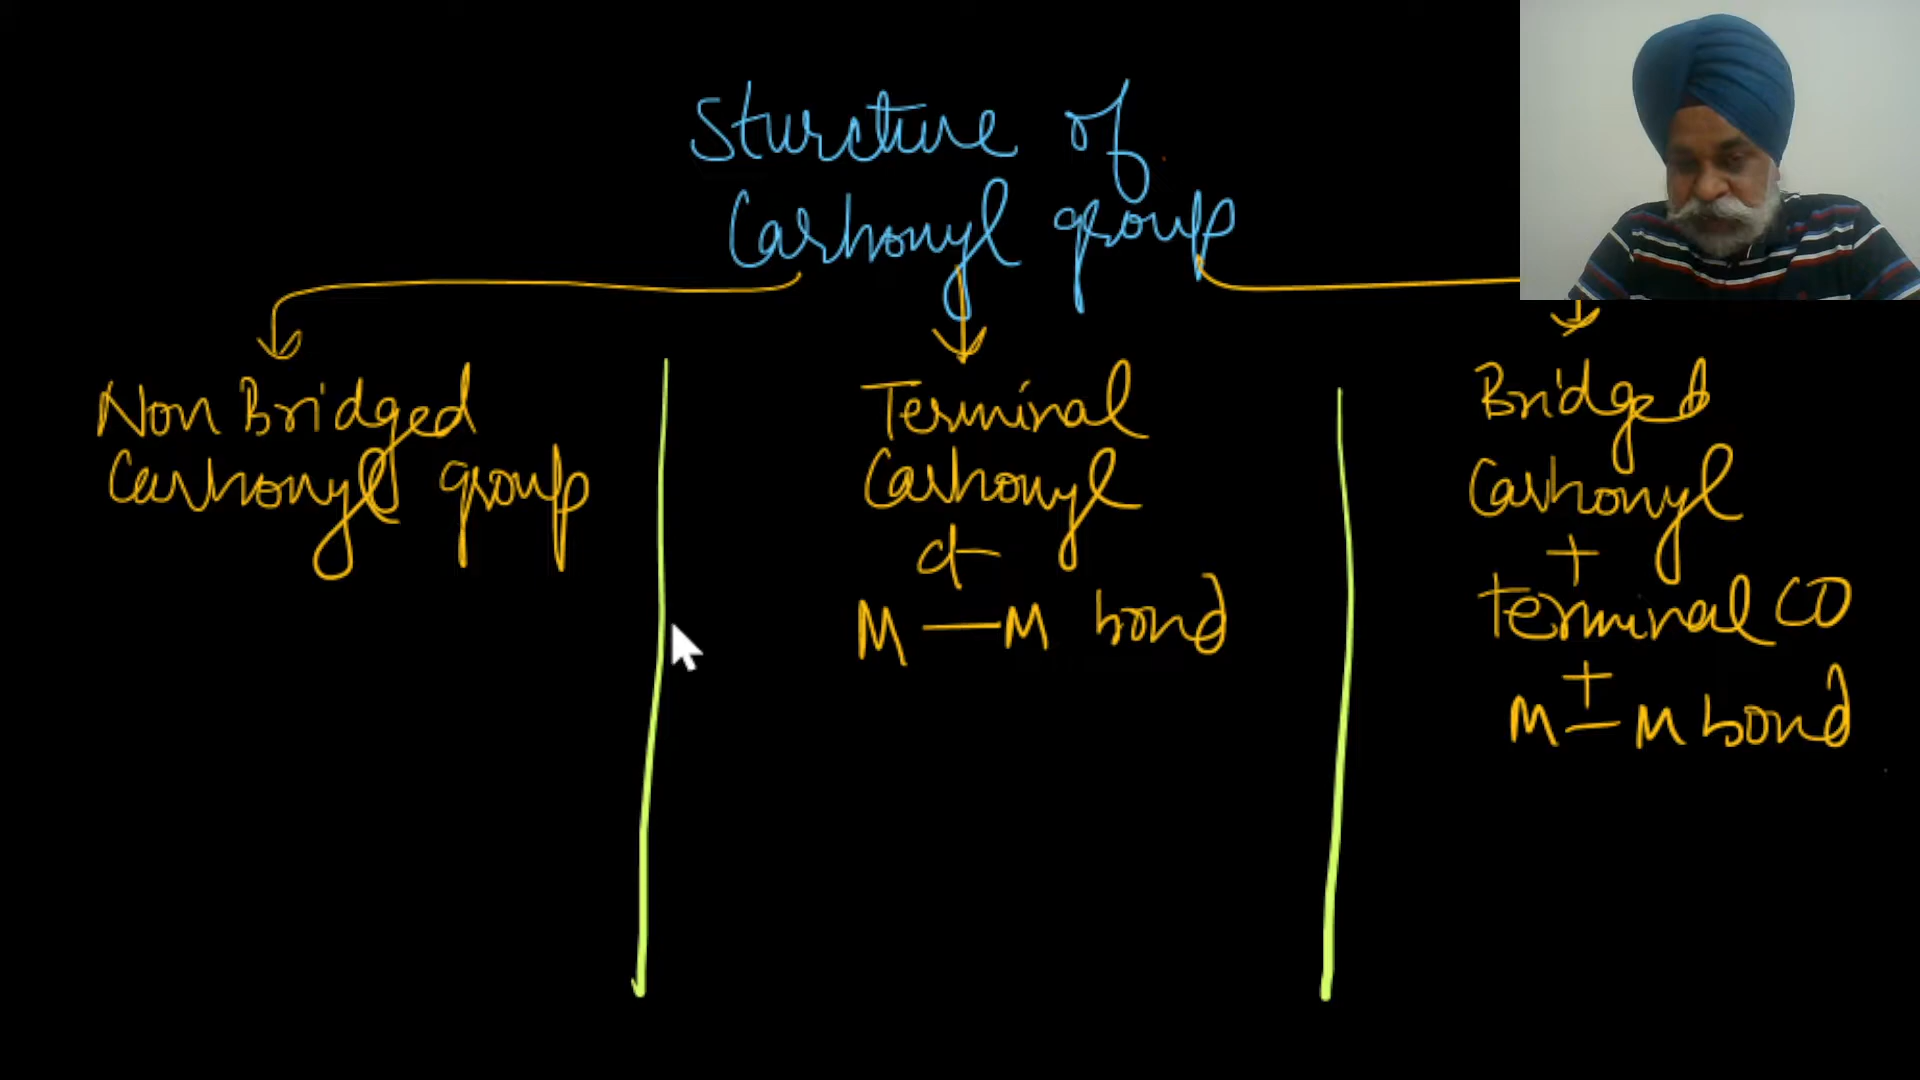 Sturcture of
Carbonyl group
Non Bridged
Carbonyl group
Terminal
Carbonyl
&
M — M bond
Bridged
Carbonyl
+
terminal CO
+
M — M bond